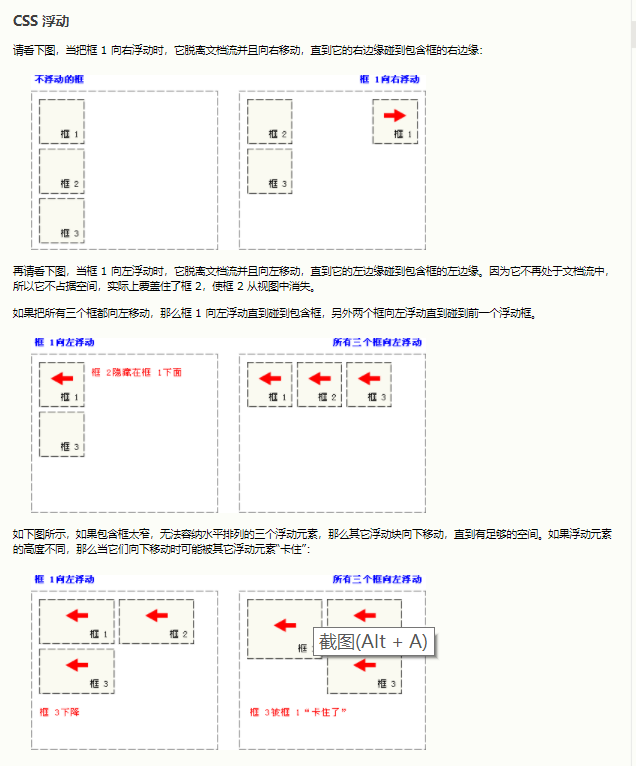 CSS 浮动
请看下图，当把框 1 向右浮动时，它脱离文档流并且向右移动，直到它的右边缘碰到包含框的右边缘：
不浮动的框
框 1向右浮动
框 1
框 2
框 3
框 2
框 1
框 3
再请看下图，当框 1 向左浮动时，它脱离文档流并且向左移动，直到它的左边缘碰到包含框的左边缘。因为它不再处于文档流中，
所以它不占据空间，实际上覆盖住了框 2，使框 2 从视图中消失。
如果把所有三个框都向左移动，那么框 1 向左浮动直到碰到包含框，另外两个框向左浮动直到碰到前一个浮动框。
框 1向左浮动
所有三个框向左浮动
框 2隐藏在框 1下面
框 1
框 3
框 1
框 2
框 3
如下图所示，如果包含框太窄，无法容纳水平排列的三个浮动元素，那么其它浮动块向下移动，直到有足够的空间。如果浮动元素
的高度不同，那么当它们向下移动时可能被其它浮动元素“卡住”：
框 1向左浮动
所有三个框向左浮动
框 1
框 2
框 3
框 3下降
框
截图(Alt + A)
框 3
框 3被框 1“卡住了”